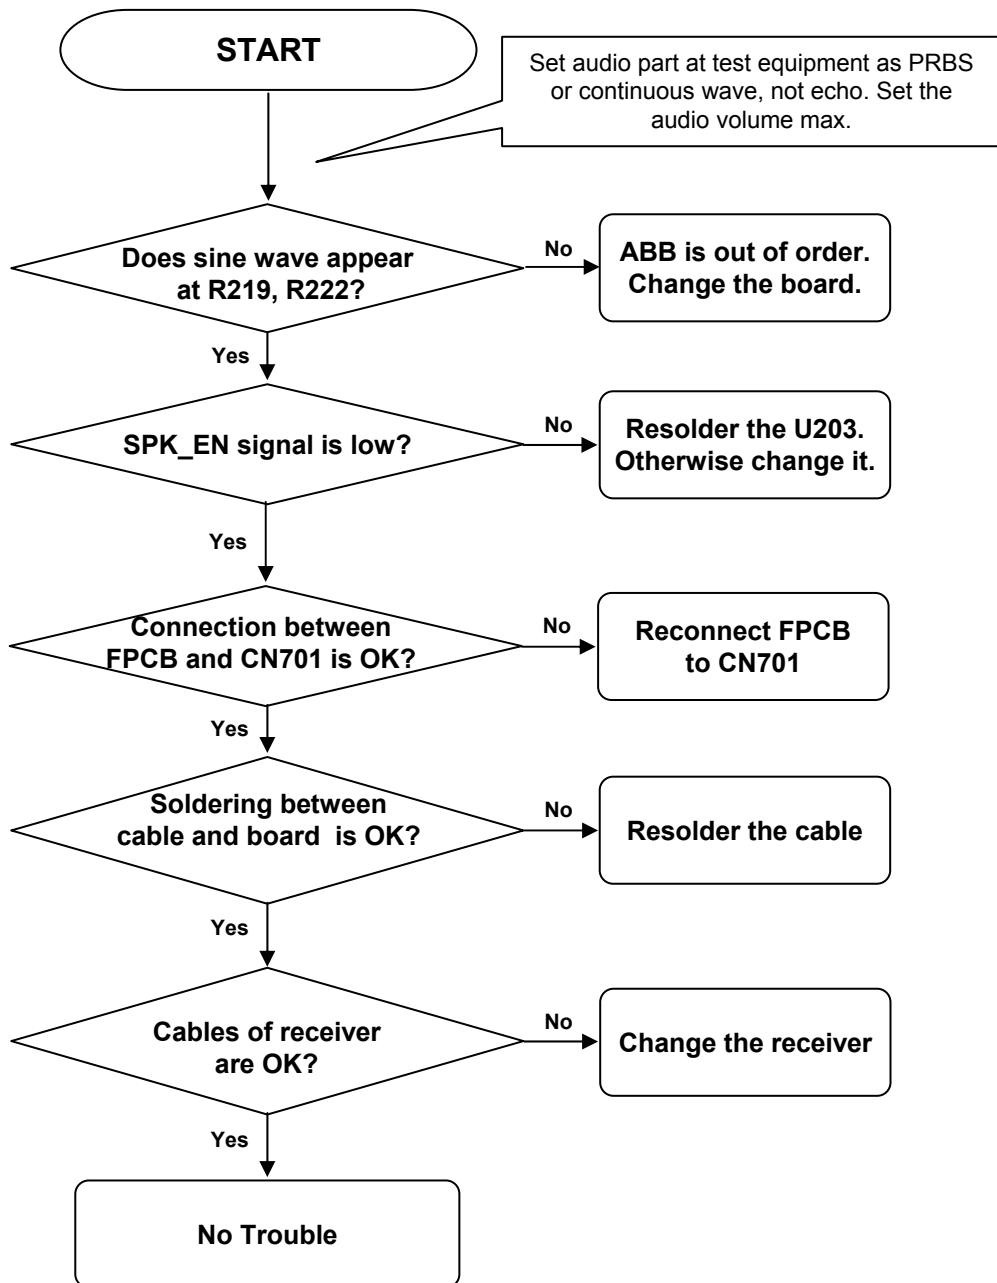 START
Set audio part at test equipment as PRBS
or continuous wave, not echo. Set the
audio volume max.
Does sine wave appear
at R219, R222?
No
ABB is out of order.
Change the board.
Yes
SPK_EN signal is low?
No
Resolder the U203.
Otherwise change it.
Yes
Connection between
FPCB and CN701 is OK?
No
Reconnect FPCB
to CN701
Yes
Soldering between
cable and board  is OK?
No
Resolder the cable
Yes
Cables of receiver
are OK?
No
Change the receiver
Yes
No Trouble